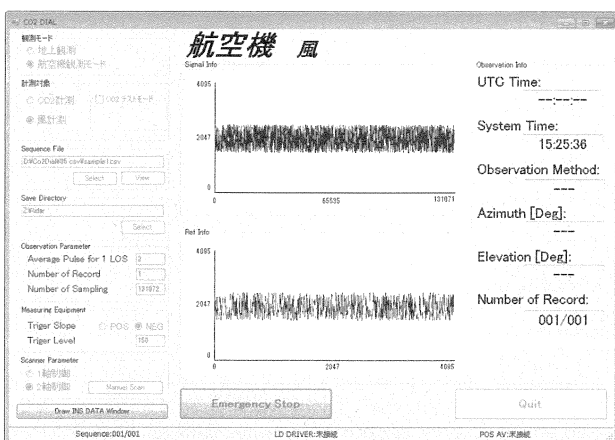 CO2 DIAL
観測モード
地上観測
航空機観測モード
計測対象
CO2計測
CO2 テストモード
風計測
Sequence File
D:¥Co2Dial¥05 csv¥sample1.csv
Select
View
Save Directory
Z:¥lidar
Select
Observation Parameter
Average Pulse for 1 LOS
2
Number of Record
1
Number of Sampling
131072
Measuring Equipment
Triger Slope
POS
NEG
Triger Level
150
Scanner Parameter
1軸制御
2軸制御
Manual Scan
Draw INS DATA Window
航空機 風
Signal Info
4095
2047
0
0
65535
131071
Ref Info
4095
2047
0
0
2047
4095
Emergency Stop
Observation Info
UTC Time:
--:--:--
System Time:
15:25:36
Observation Method:
---
Azimuth [Deg]:
---
Elevation [Deg]:
---
Number of Record:
001/001
Quit
Sequence:001/001
LD DRIVER:未接続
POS AV:未接続